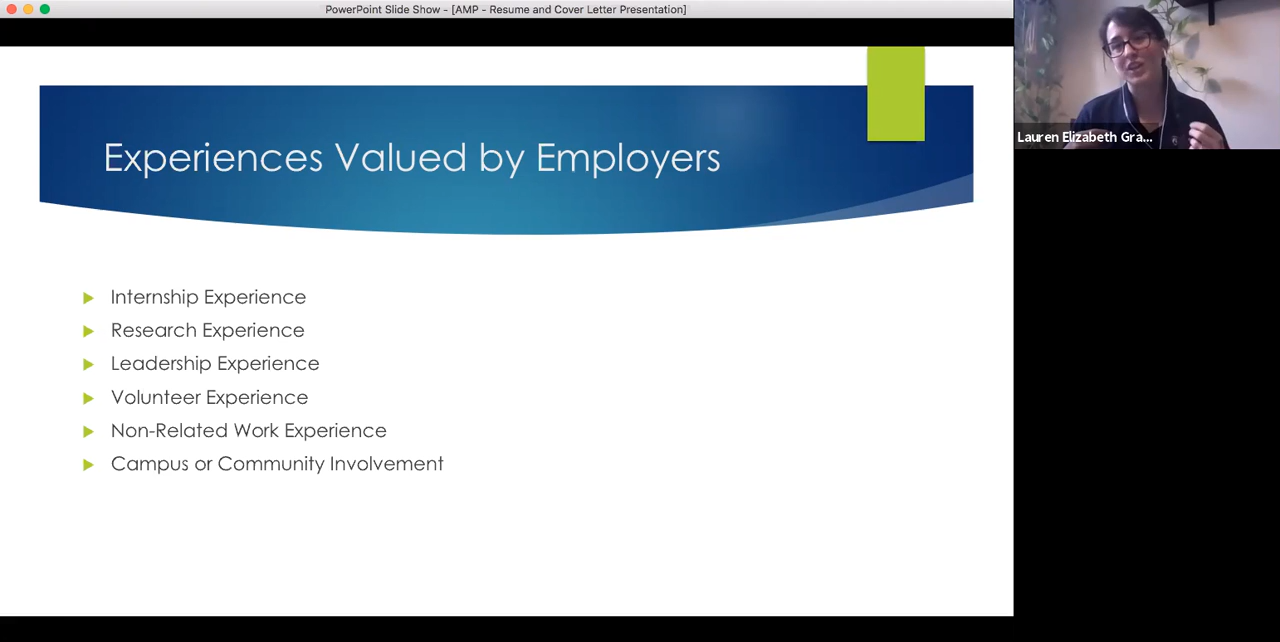 PowerPoint Slide Show - [AMP - Resume and Cover Letter Presentation]
Lauren Elizabeth Gra...
Experiences Valued by Employers
Internship Experience
Research Experience
Leadership Experience
Volunteer Experience
Non-Related Work Experience
Campus or Community Involvement